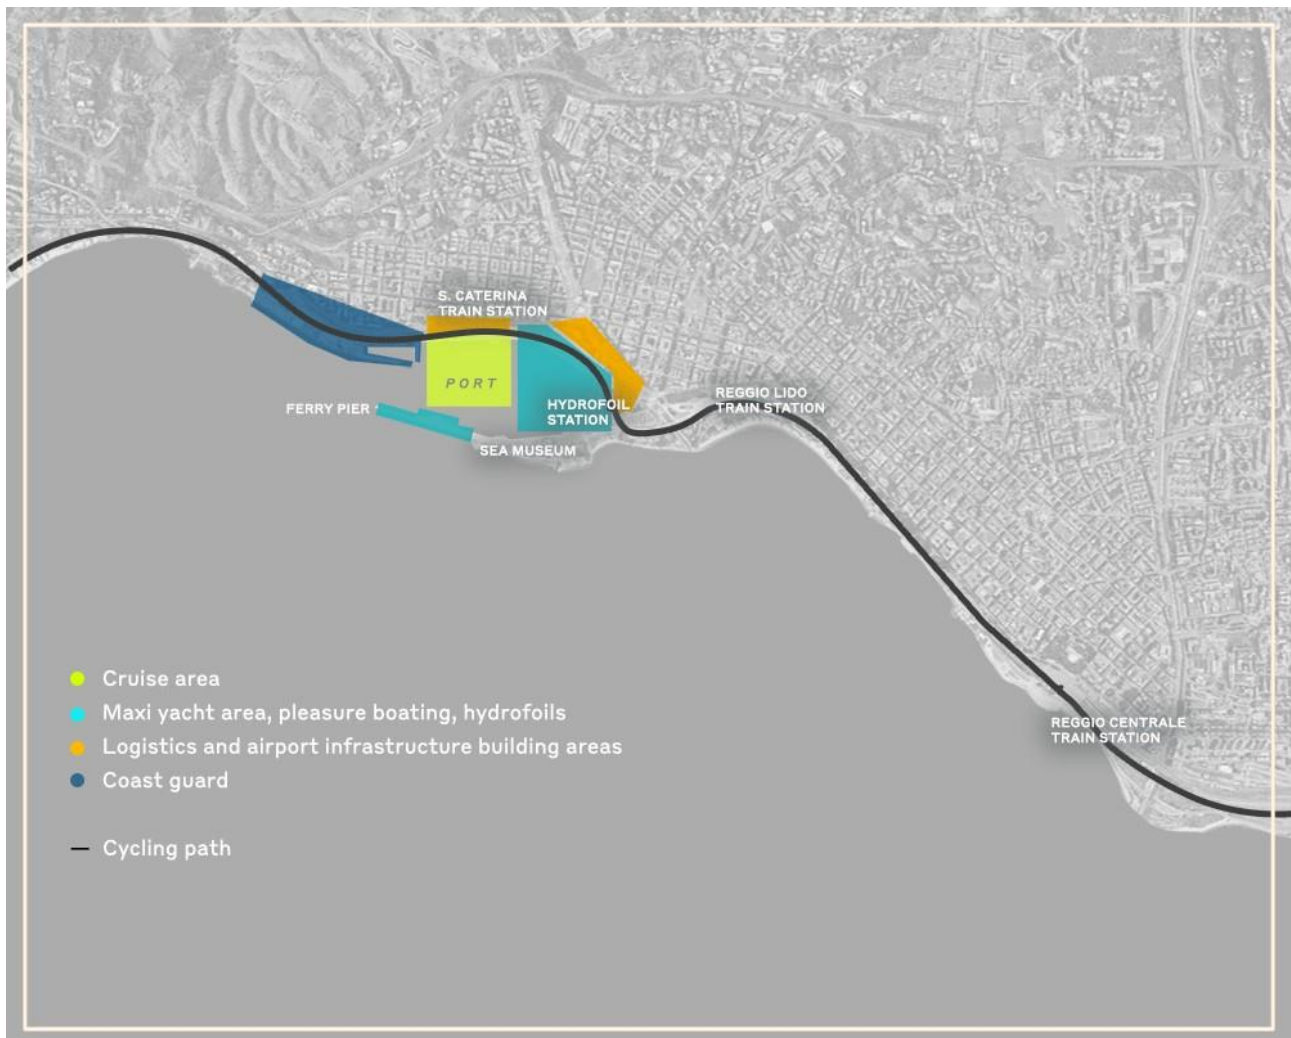 S. CATERINA
TRAIN STATION
PORT
FERRY PIER
HYDROFOIL
STATION
SEA MUSEUM
REGGIO LIDO
TRAIN STATION
REGGIO CENTRALE
TRAIN STATION
Cruise area
Maxi yacht area, pleasure boating, hydrofoils
Logistics and airport infrastructure building areas
Coast guard
Cycling path